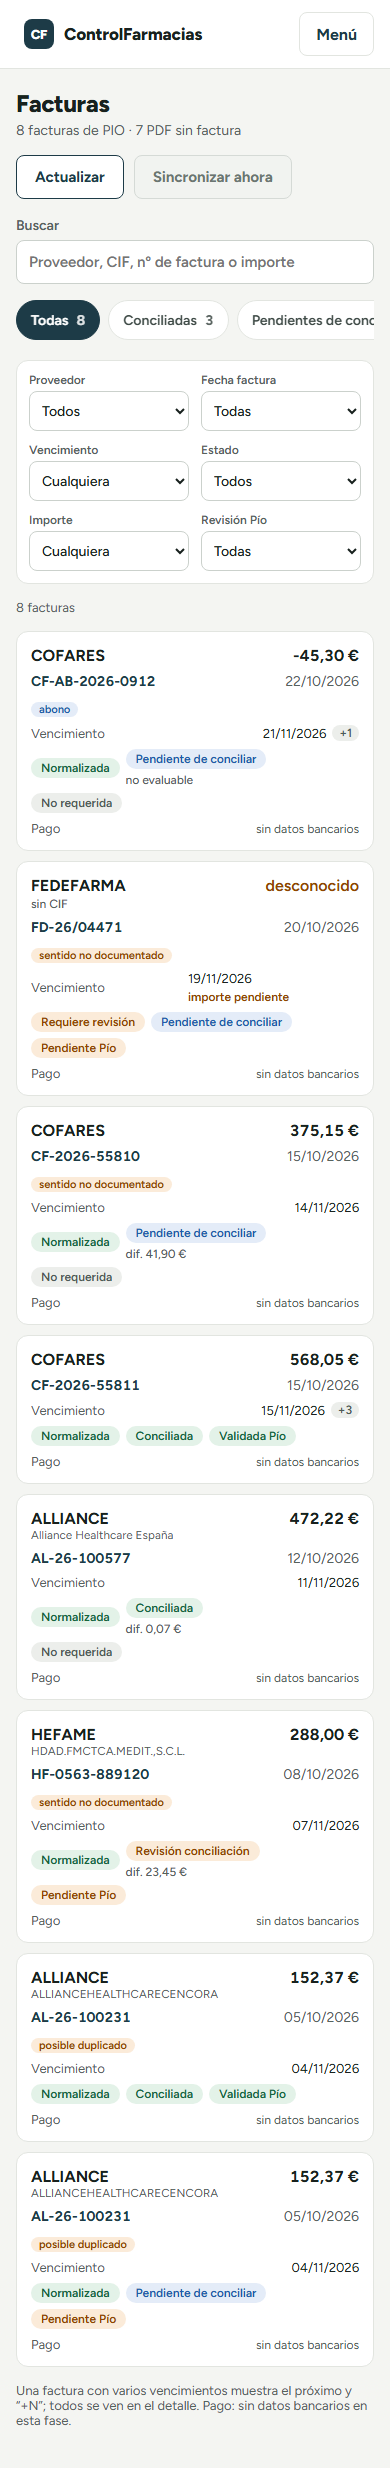 CF ControlFarmacias Menú
Facturas
8 facturas de PIO · 7 PDF sin factura
Actualizar Sincronizar ahora
Buscar
Proveedor, CIF, nº de factura o importe
Todas 8 Conciliadas 3 Pendientes de conc
Proveedor Fecha factura
Todos Todas
Vencimiento Estado
Cualquiera Todos
Importe Revisión Pío
Cualquiera Todas
8 facturas
COFARES -45,30 €
CF-AB-2026-0912 22/10/2026
abono
Vencimiento 21/11/2026 +1
Normalizada Pendiente de conciliar
no evaluable
No requerida
Pago sin datos bancarios
FEDEFARMA desconocido
sin CIF
FD-26/04471 20/10/2026
sentido no documentado
Vencimiento 19/11/2026
importe pendiente
Requiere revisión Pendiente de conciliar
Pendiente Pío
Pago sin datos bancarios
COFARES 375,15 €
CF-2026-55810 15/10/2026
sentido no documentado
Vencimiento 14/11/2026
Normalizada Pendiente de conciliar
dif. 41,90 €
No requerida
Pago sin datos bancarios
COFARES 568,05 €
CF-2026-55811 15/10/2026
Vencimiento 15/11/2026 +3
Normalizada Conciliada Validada Pío
Pago sin datos bancarios
ALLIANCE 472,22 €
Alliance Healthcare España
AL-26-100577 12/10/2026
Vencimiento 11/11/2026
Normalizada Conciliada
dif. 0,07 €
No requerida
Pago sin datos bancarios
HEFAME 288,00 €
HDAD.FMCTCA.MEDIT.,S.C.L.
HF-0563-889120 08/10/2026
sentido no documentado
Vencimiento 07/11/2026
Normalizada Revisión conciliación
dif. 23,45 €
Pendiente Pío
Pago sin datos bancarios
ALLIANCE 152,37 €
ALLIANCEHEALTHCARECENCORA
AL-26-100231 05/10/2026
posible duplicado
Vencimiento 04/11/2026
Normalizada Conciliada Validada Pío
Pago sin datos bancarios
ALLIANCE 152,37 €
ALLIANCEHEALTHCARECENCORA
AL-26-100231 05/10/2026
posible duplicado
Vencimiento 04/11/2026
Normalizada Pendiente de conciliar
Pendiente Pío
Pago sin datos bancarios
Una factura con varios vencimientos muestra el próximo y
"+N"; todos se ven en el detalle. Pago: sin datos bancarios en
esta fase.